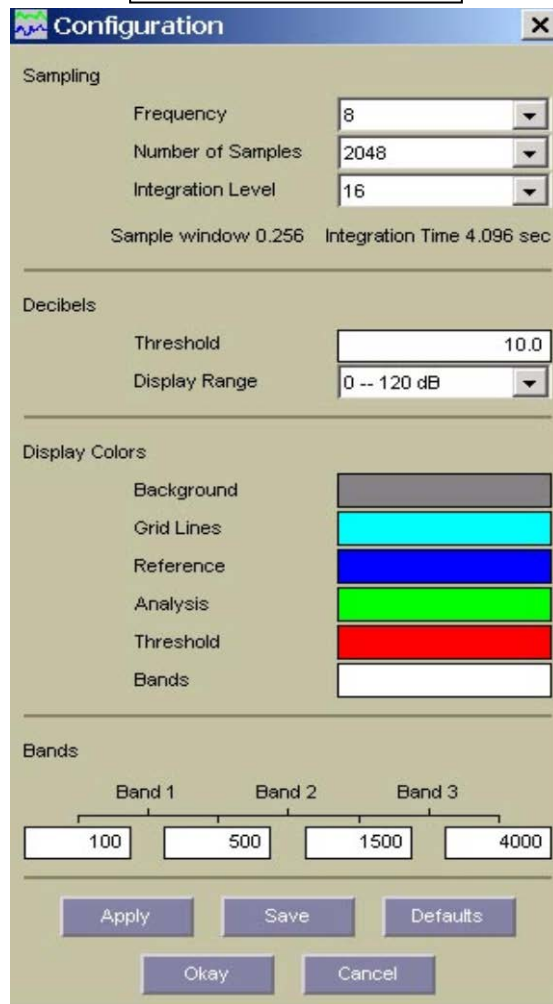 Configuration
Sampling
Frequency 8
Number of Samples 2048
Integration Level 16
Sample window 0.256 Integration Time 4.096 sec
Decibels
Threshold 10.0
Display Range 0 -- 120 dB
Display Colors
Background
Grid Lines
Reference
Analysis
Threshold
Bands
Bands
Band 1 Band 2 Band 3
100 500 1500 4000
Apply Save Defaults
Okay Cancel